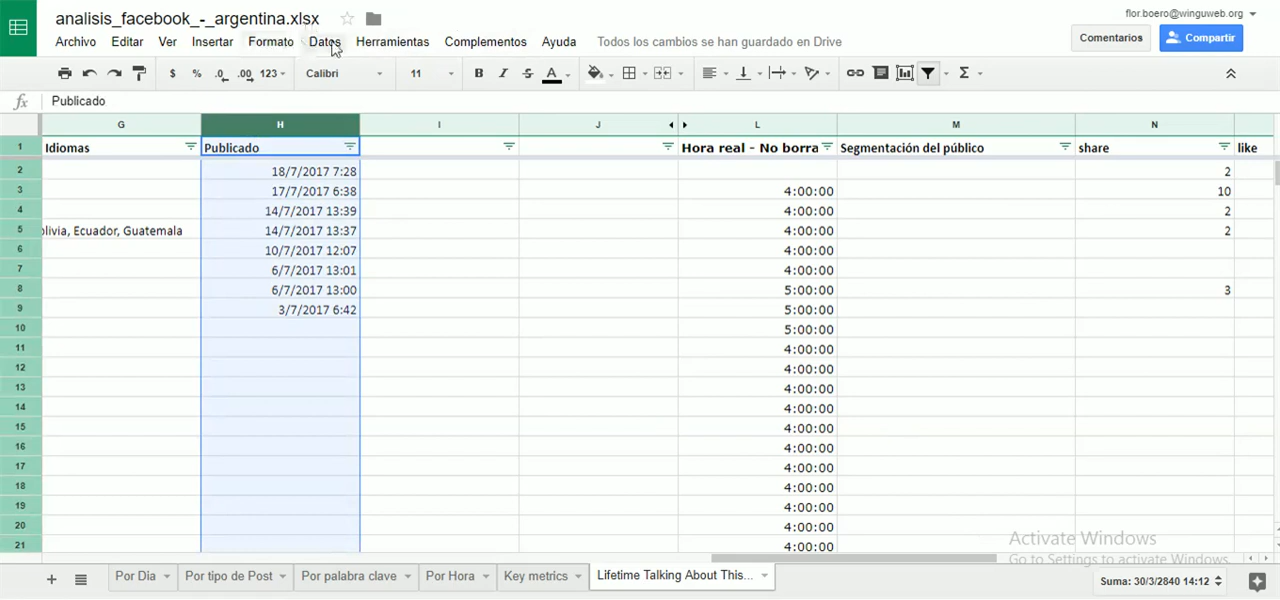 analisis_facebook_-_argentina.xlsx
flor.boero@winguweb.org
Archivo Editar Ver Insertar Formato Datos Herramientas Complementos Ayuda Todos los cambios se han guardado en Drive
Comentarios Compartir
$ % .0 .00 123 Calibri 11 B I S A Σ
fx Publicado
G H I J L M N
1 Idiomas Publicado Hora real - No borra Segmentación del público share like
2 18/7/2017 7:28 2
3 17/7/2017 6:38 4:00:00 10
4 14/7/2017 13:39 4:00:00 2
5 olivia, Ecuador, Guatemala 14/7/2017 13:37 4:00:00 2
6 10/7/2017 12:07 4:00:00
7 6/7/2017 13:01 4:00:00
8 6/7/2017 13:00 5:00:00 3
9 3/7/2017 6:42 5:00:00
10 5:00:00
11 4:00:00
12 4:00:00
13 4:00:00
14 4:00:00
15 4:00:00
16 4:00:00
17 4:00:00
18 4:00:00
19 4:00:00
20 4:00:00
21 4:00:00
Activate Windows
Go to Settings to activate Windows.
Por Dia Por tipo de Post Por palabra clave Por Hora Key metrics Lifetime Talking About This... Suma: 30/3/2840 14:12